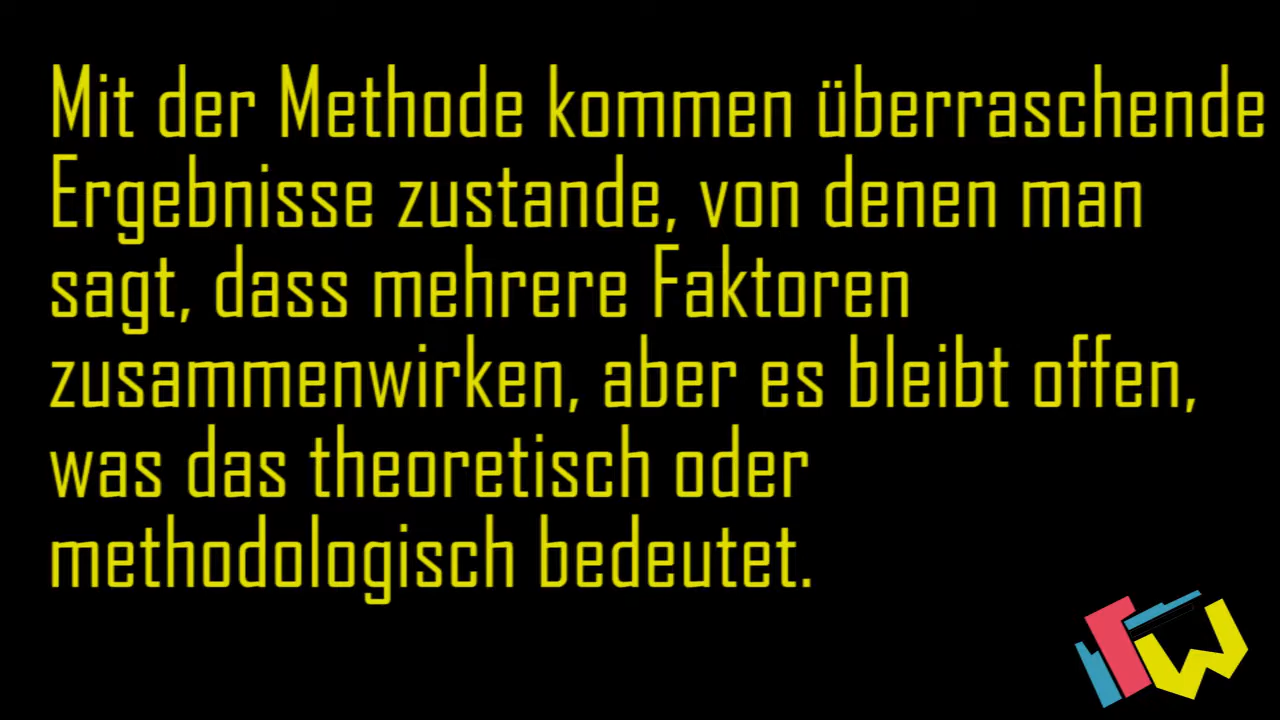 Mit der Methode kommen überraschende
Ergebnisse zustande, von denen man
sagt, dass mehrere Faktoren
zusammenwirken, aber es bleibt offen,
was das theoretisch oder
methodologisch bedeutet.